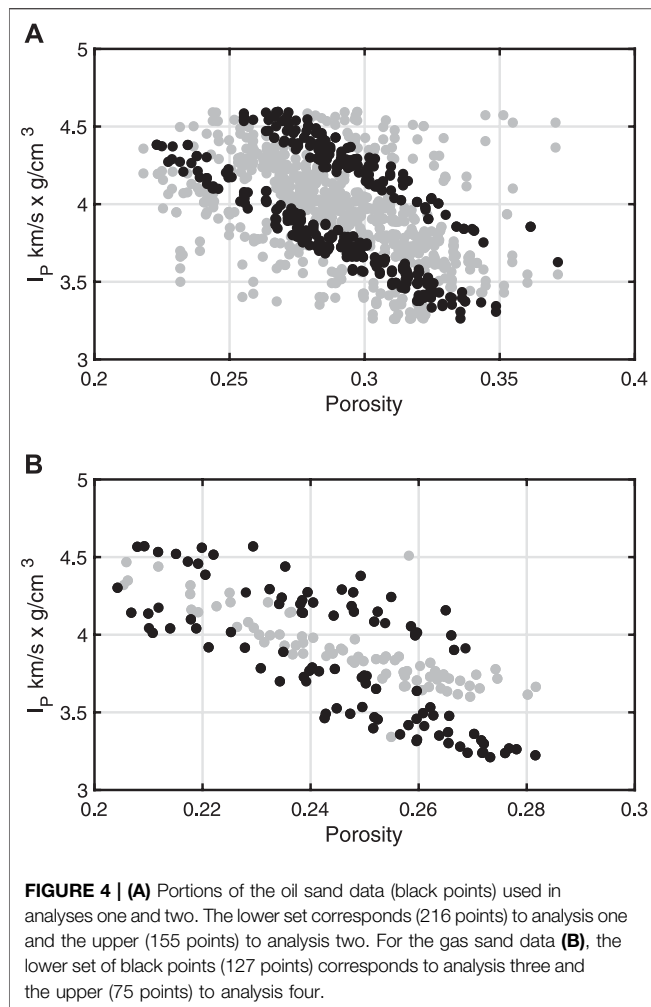 A
5
4.5
4
3.5
3
I_P km/s x g/cm ³
0.2 0.25 0.3 0.35 0.4
Porosity
B
5
4.5
4
3.5
3
I_P km/s x g/cm ³
0.2 0.22 0.24 0.26 0.28 0.3
Porosity
FIGURE 4 | (A) Portions of the oil sand data (black points) used in
analyses one and two. The lower set corresponds (216 points) to analysis one
and the upper (155 points) to analysis two. For the gas sand data (B), the
lower set of black points (127 points) corresponds to analysis three and
the upper (75 points) to analysis four.